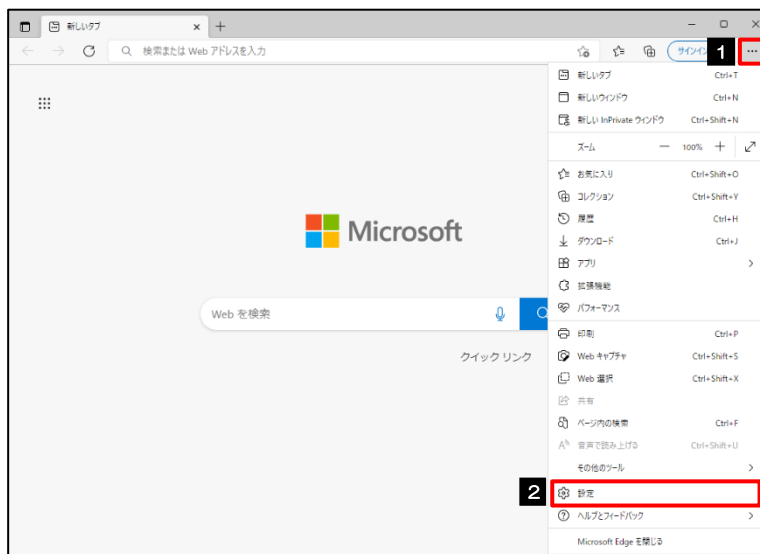 新しいタブ
検索または Web アドレスを入力
1
新しいタブ Ctrl+T
新しいウィンドウ Ctrl+N
新しい InPrivate ウィンドウ Ctrl+Shift+N
ズーム 100%
お気に入り Ctrl+Shift+O
コレクション Ctrl+Shift+Y
履歴 Ctrl+H
ダウンロード Ctrl+J
アプリ
拡張機能
パフォーマンス
印刷 Ctrl+P
Web キャプチャ Ctrl+Shift+S
Web 選択 Ctrl+Shift+X
共有
ページ内の検索 Ctrl+F
音声で読み上げる Ctrl+Shift+U
その他のツール
2 設定
ヘルプとフィードバック
Microsoft Edge を閉じる
Microsoft
Web を検索
クイック リンク